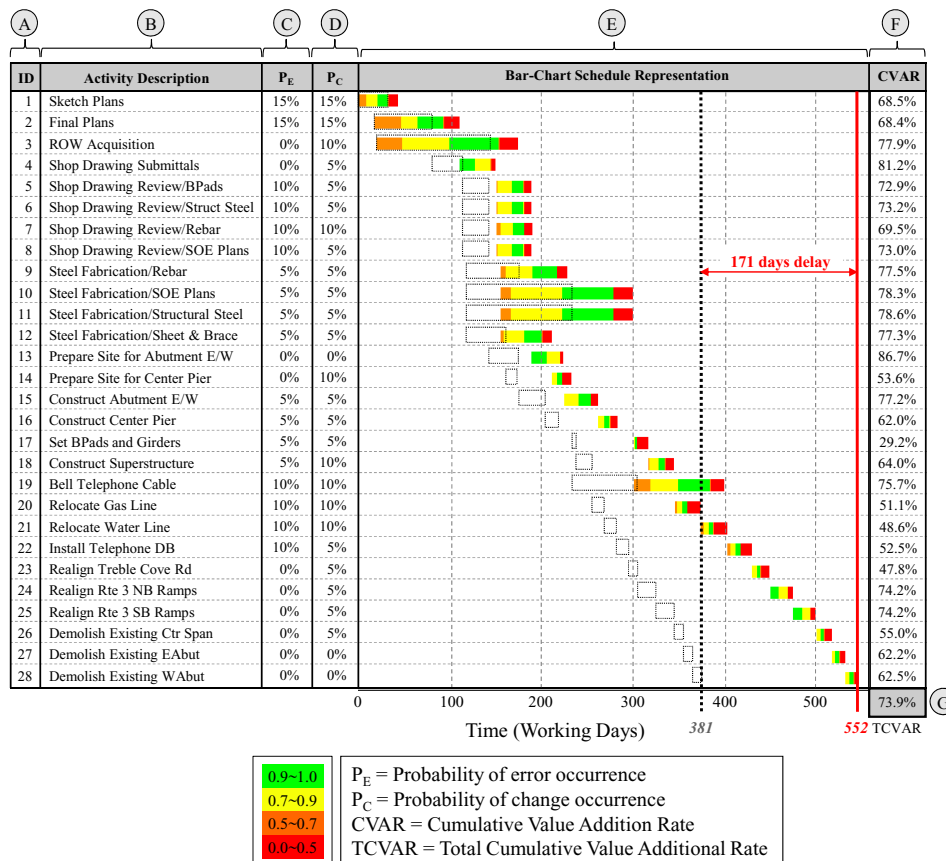 A B C D E F
ID Activity Description PE PC Bar-Chart Schedule Representation CVAR
1 Sketch Plans 15% 15% 68.5%
2 Final Plans 15% 15% 68.4%
3 ROW Acquisition 0% 10% 77.9%
4 Shop Drawing Submittals 0% 5% 81.2%
5 Shop Drawing Review/BPads 10% 5% 72.9%
6 Shop Drawing Review/Struct Steel 10% 5% 73.2%
7 Shop Drawing Review/Rebar 10% 10% 69.5%
8 Shop Drawing Review/SOE Plans 10% 5% 73.0%
9 Steel Fabrication/Rebar 5% 5% 171 days delay 77.5%
10 Steel Fabrication/SOE Plans 5% 5% 78.3%
11 Steel Fabrication/Structural Steel 5% 5% 78.6%
12 Steel Fabrication/Sheet & Brace 5% 5% 77.3%
13 Prepare Site for Abutment E/W 0% 0% 86.7%
14 Prepare Site for Center Pier 0% 10% 53.6%
15 Construct Abutment E/W 5% 5% 77.2%
16 Construct Center Pier 5% 5% 62.0%
17 Set BPads and Girders 5% 5% 29.2%
18 Construct Superstructure 5% 10% 64.0%
19 Bell Telephone Cable 10% 10% 75.7%
20 Relocate Gas Line 10% 10% 51.1%
21 Relocate Water Line 10% 10% 48.6%
22 Install Telephone DB 10% 5% 52.5%
23 Realign Treble Cove Rd 0% 5% 47.8%
24 Realign Rte 3 NB Ramps 0% 5% 74.2%
25 Realign Rte 3 SB Ramps 0% 5% 74.2%
26 Demolish Existing Ctr Span 0% 5% 55.0%
27 Demolish Existing EAbut 0% 0% 62.2%
28 Demolish Existing WAbut 0% 0% 62.5%
0 100 200 300 400 500 73.9% G
Time (Working Days) 381 552 TCVAR
0.9~1.0 PE = Probability of error occurrence
0.7~0.9 PC = Probability of change occurrence
0.5~0.7 CVAR = Cumulative Value Addition Rate
0.0~0.5 TCVAR = Total Cumulative Value Additional Rate